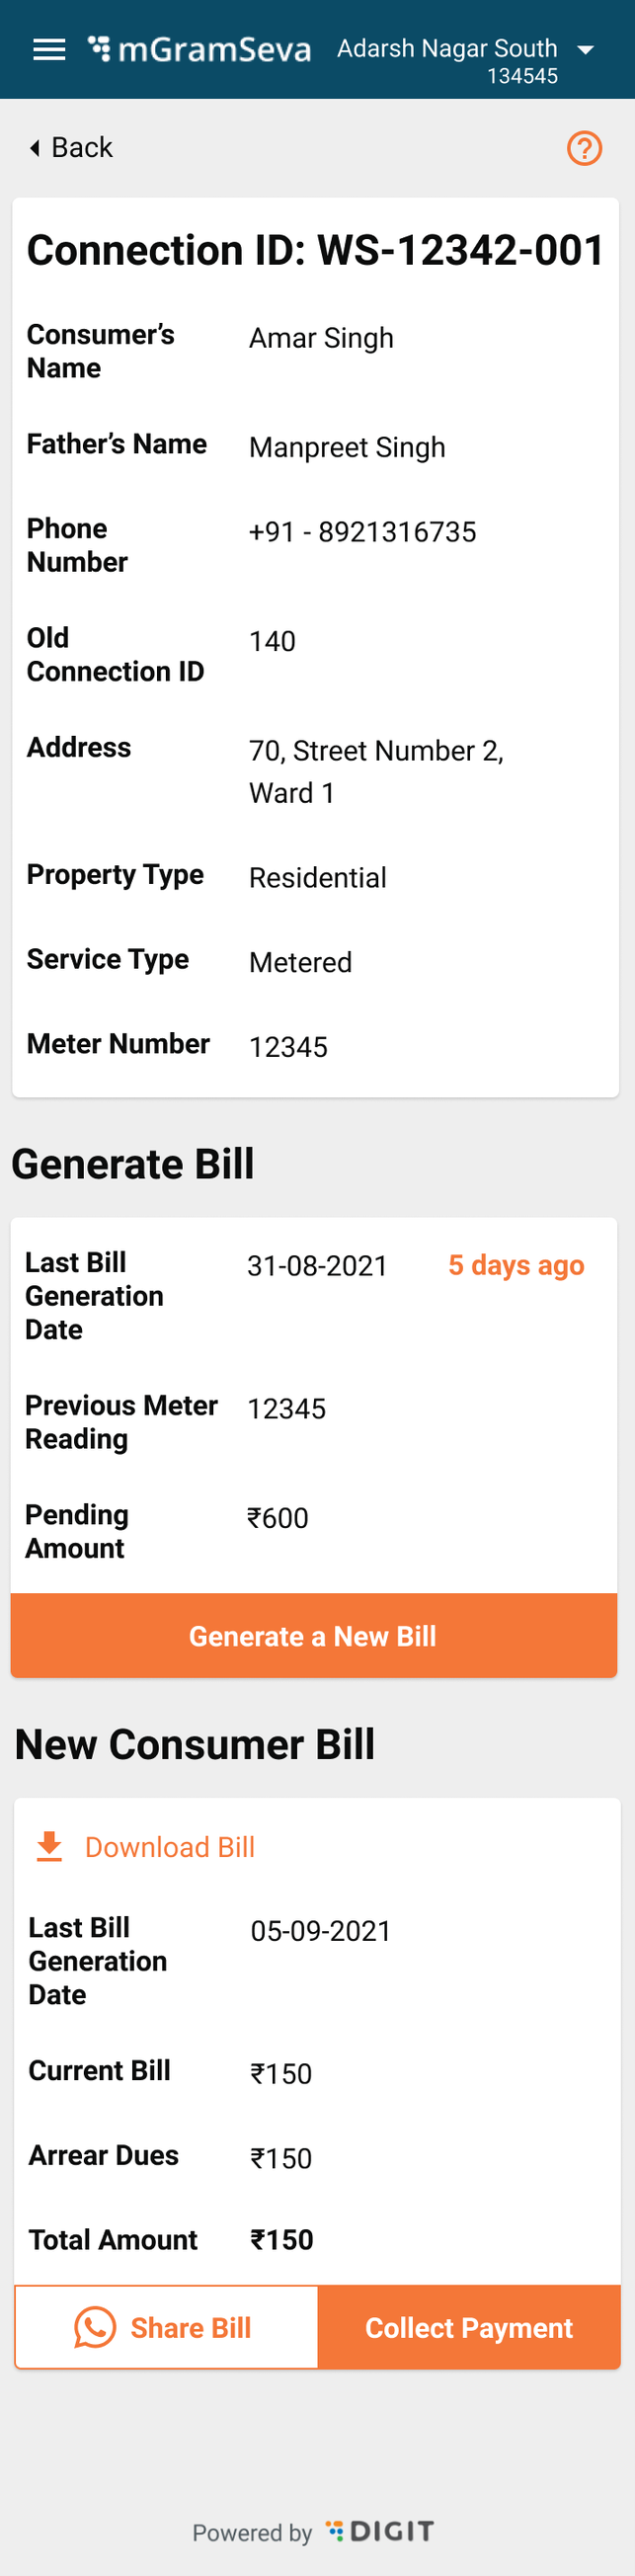 mGramSeva
Adarsh Nagar South
134545
Back
Connection ID: WS-12342-001
Consumer’s
Name
Amar Singh
Father’s Name
Manpreet Singh
Phone
Number
+91 - 8921316735
Old
Connection ID
140
Address
70, Street Number 2,
Ward 1
Property Type
Residential
Service Type
Metered
Meter Number
12345
Generate Bill
Last Bill
Generation
Date
31-08-2021
5 days ago
Previous Meter
Reading
12345
Pending
Amount
₹600
Generate a New Bill
New Consumer Bill
Download Bill
Last Bill
Generation
Date
05-09-2021
Current Bill
₹150
Arrear Dues
₹150
Total Amount
₹150
Share Bill
Collect Payment
Powered by DIGIT